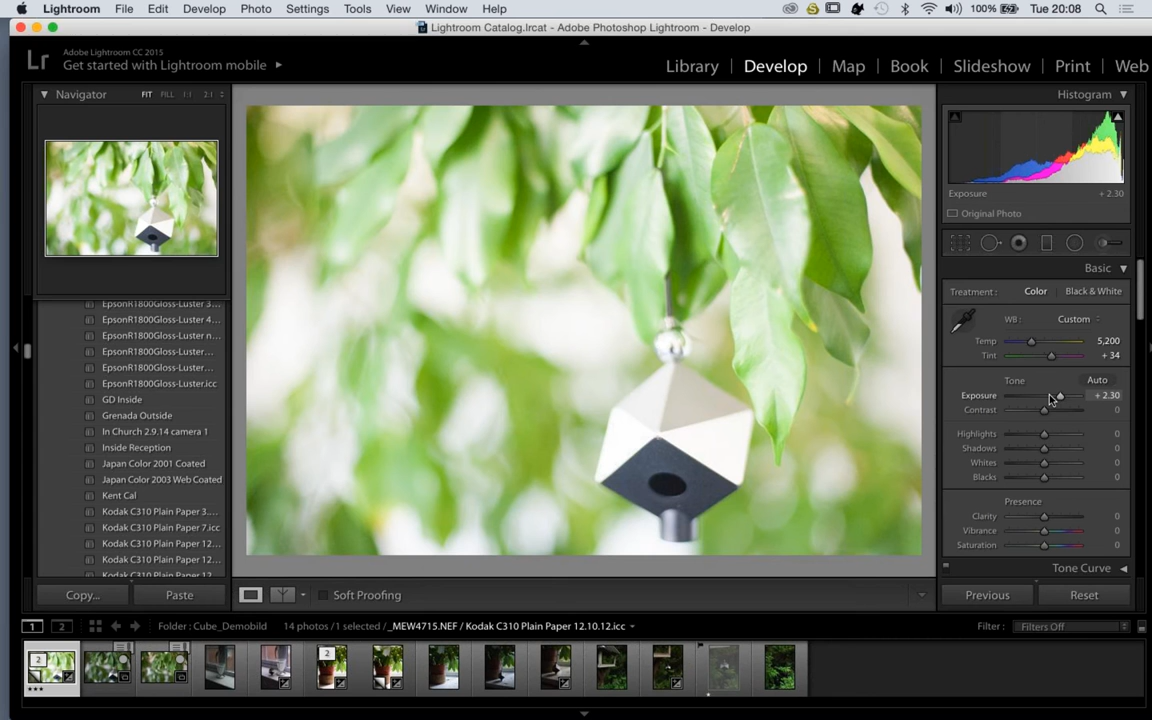 Lightroom File Edit Develop Photo Settings Tools View Window Help 100% Tue 20:08
Lightroom Catalog.lrcat - Adobe Photoshop Lightroom - Develop
Lr Adobe Lightroom CC 2015
Get started with Lightroom mobile
Library Develop Map Book Slideshow Print Web
Navigator FIT FILL 1:1 2:1
Histogram
Exposure + 2.30
Original Photo
Basic
Treatment : Color Black & White
WB : Custom
Temp 5,200
Tint + 34
Tone Auto
Exposure + 2.30
Contrast 0
Highlights 0
Shadows 0
Whites 0
Blacks 0
Presence
Clarity 0
Vibrance 0
Saturation 0
Tone Curve
Previous Reset
EpsonR1800Gloss-Luster 3...
EpsonR1800Gloss-Luster 4...
EpsonR1800Gloss-Luster n...
EpsonR1800Gloss-Luster...
EpsonR1800Gloss-Luster...
EpsonR1800Gloss-Luster.icc
GD Inside
Grenada Outside
In Church 2.9.14 camera 1
Inside Reception
Japan Color 2001 Coated
Japan Color 2003 Web Coated
Kent Cal
Kodak C310 Plain Paper 3....
Kodak C310 Plain Paper 7.icc
Kodak C310 Plain Paper 12...
Kodak C310 Plain Paper 12...
Kodak C310 Plain Paper 12...
Copy... Paste
Soft Proofing
1 2 Folder : Cube_Demobild 14 photos / 1 selected / _MEW4715.NEF / Kodak C310 Plain Paper 12.10.12.icc Filter : Filters Off
2 2